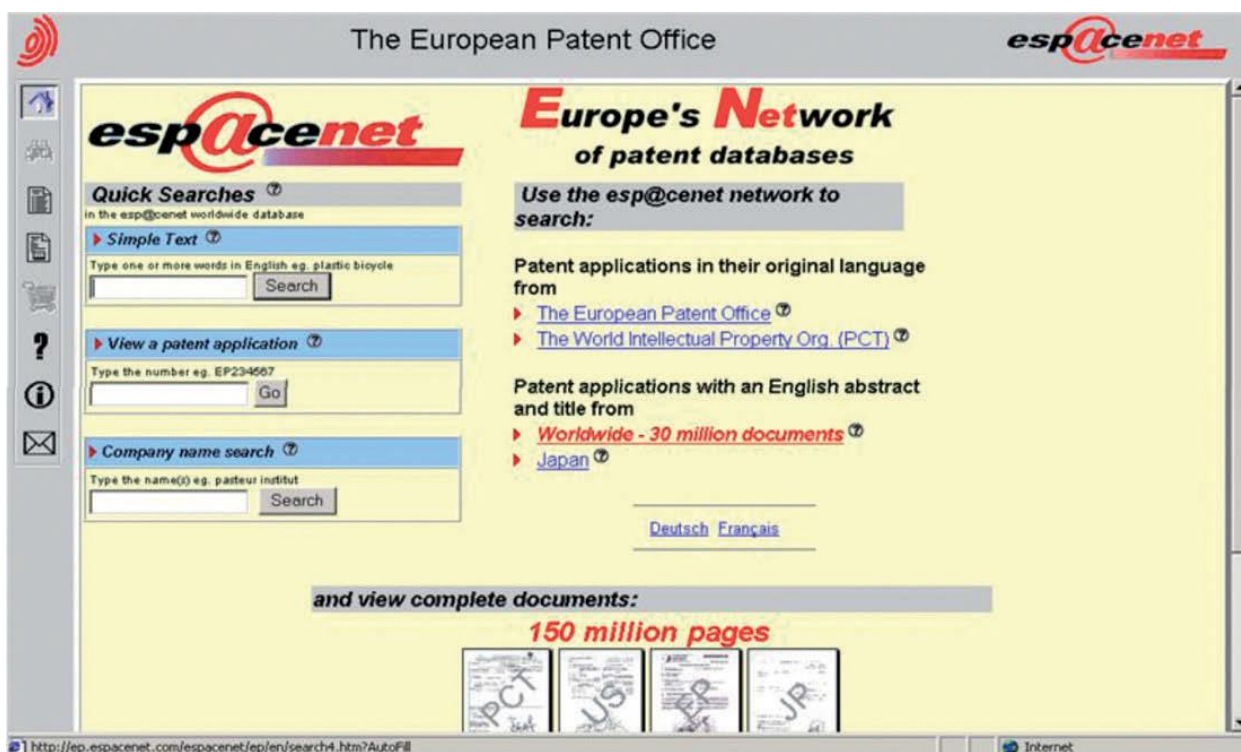 The European Patent Office
esp@cenet
esp@cenet
Quick Searches
in the esp@cenet worldwide database
Simple Text
Type one or more words in English eg. plastic bicycle
Search
View a patent application
Type the number eg. EP234567
Go
Company name search
Type the name(s) eg. pasteur institut
Search
Europe's Network
of patent databases
Use the esp@cenet network to
search:
Patent applications in their original language
from
The European Patent Office
The World Intellectual Property Org. (PCT)
Patent applications with an English abstract
and title from
Worldwide - 30 million documents
Japan
Deutsch Français
and view complete documents:
150 million pages
PCT US EP JP
http://ep.espacenet.com/espacenet/ep/en/search4.htm?AutoFill
Internet